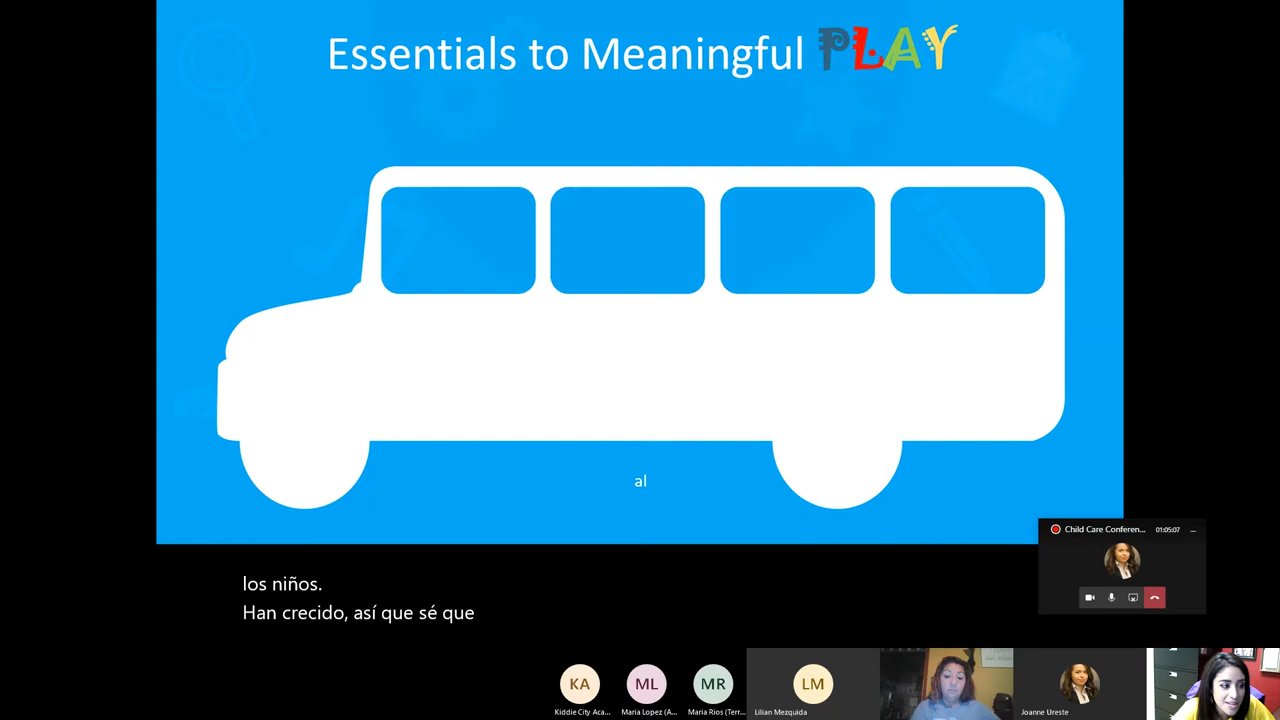 Essentials to Meaningful PLAY
al
Child Care Conferen... 01:05:07
los niños.
Han crecido, así que sé que
KA ML MR LM
Kiddie City Aca... Maria Lopez (A... Maria Rios (Terr... Lilian Mezquida Joanne Ureste